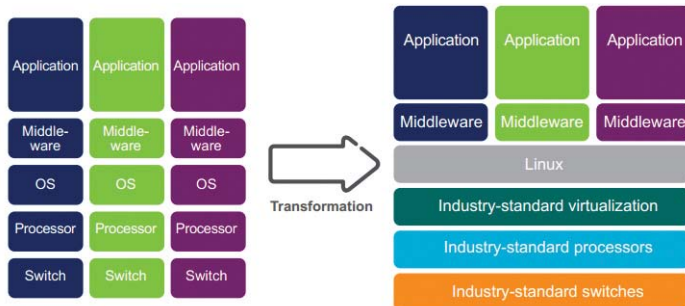 Application Application Application
Middle-
ware
Middle-
ware
Middle-
ware
OS OS OS
Processor Processor Processor
Switch Switch Switch
Transformation
Application Application Application
Middleware Middleware Middleware
Linux
Industry-standard virtualization
Industry-standard processors
Industry-standard switches